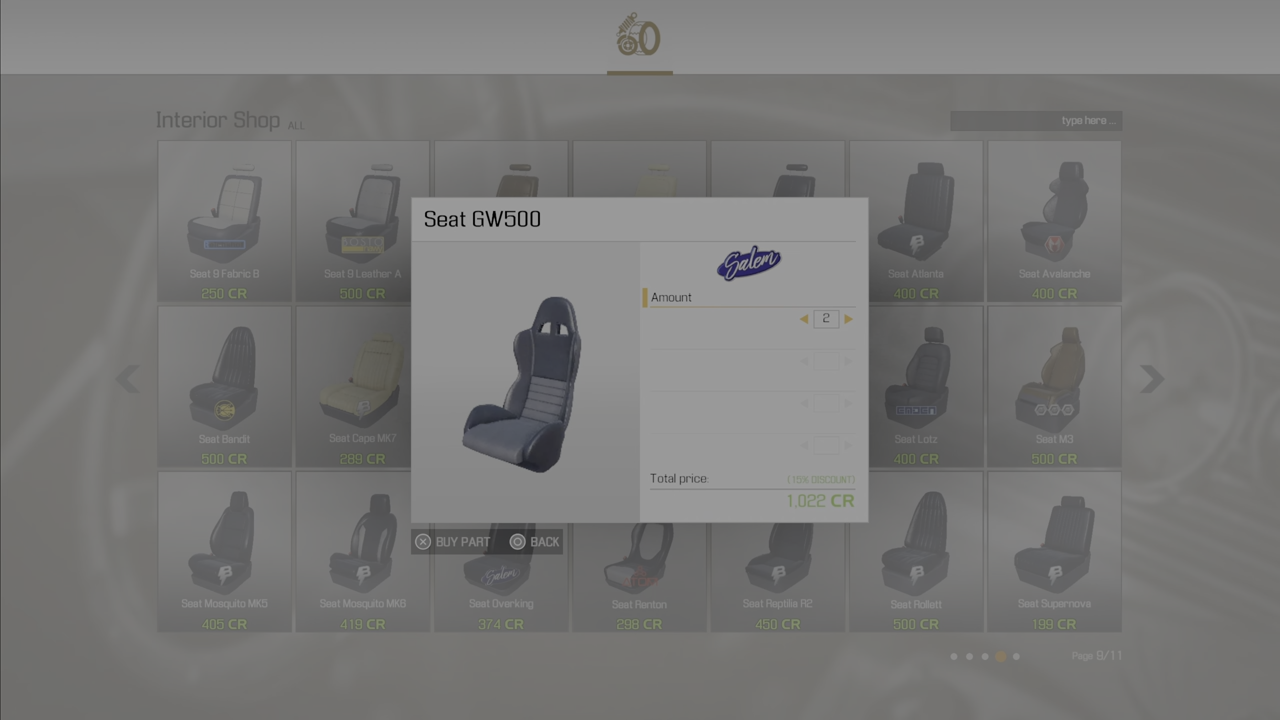 Interior Shop ALL
type here ...
Seat 9 Fabric B
250 CR
Seat 9 Leather A
500 CR
Seat Atlanta
400 CR
Seat Avalanche
400 CR
Seat GW500
Salem
Amount
2
Total price:
(15% DISCOUNT)
1,022 CR
Seat Bandit
500 CR
Seat Cape MK7
289 CR
Seat Lotz
400 CR
Seat M3
500 CR
BUY PART
BACK
Seat Mosquito MK5
405 CR
Seat Mosquito MK8
419 CR
Salem
Seat Overking
374 CR
Seat Renton
298 CR
Seat Reptilia R2
450 CR
Seat Rollett
500 CR
Seat Supernova
199 CR
Page 9/11